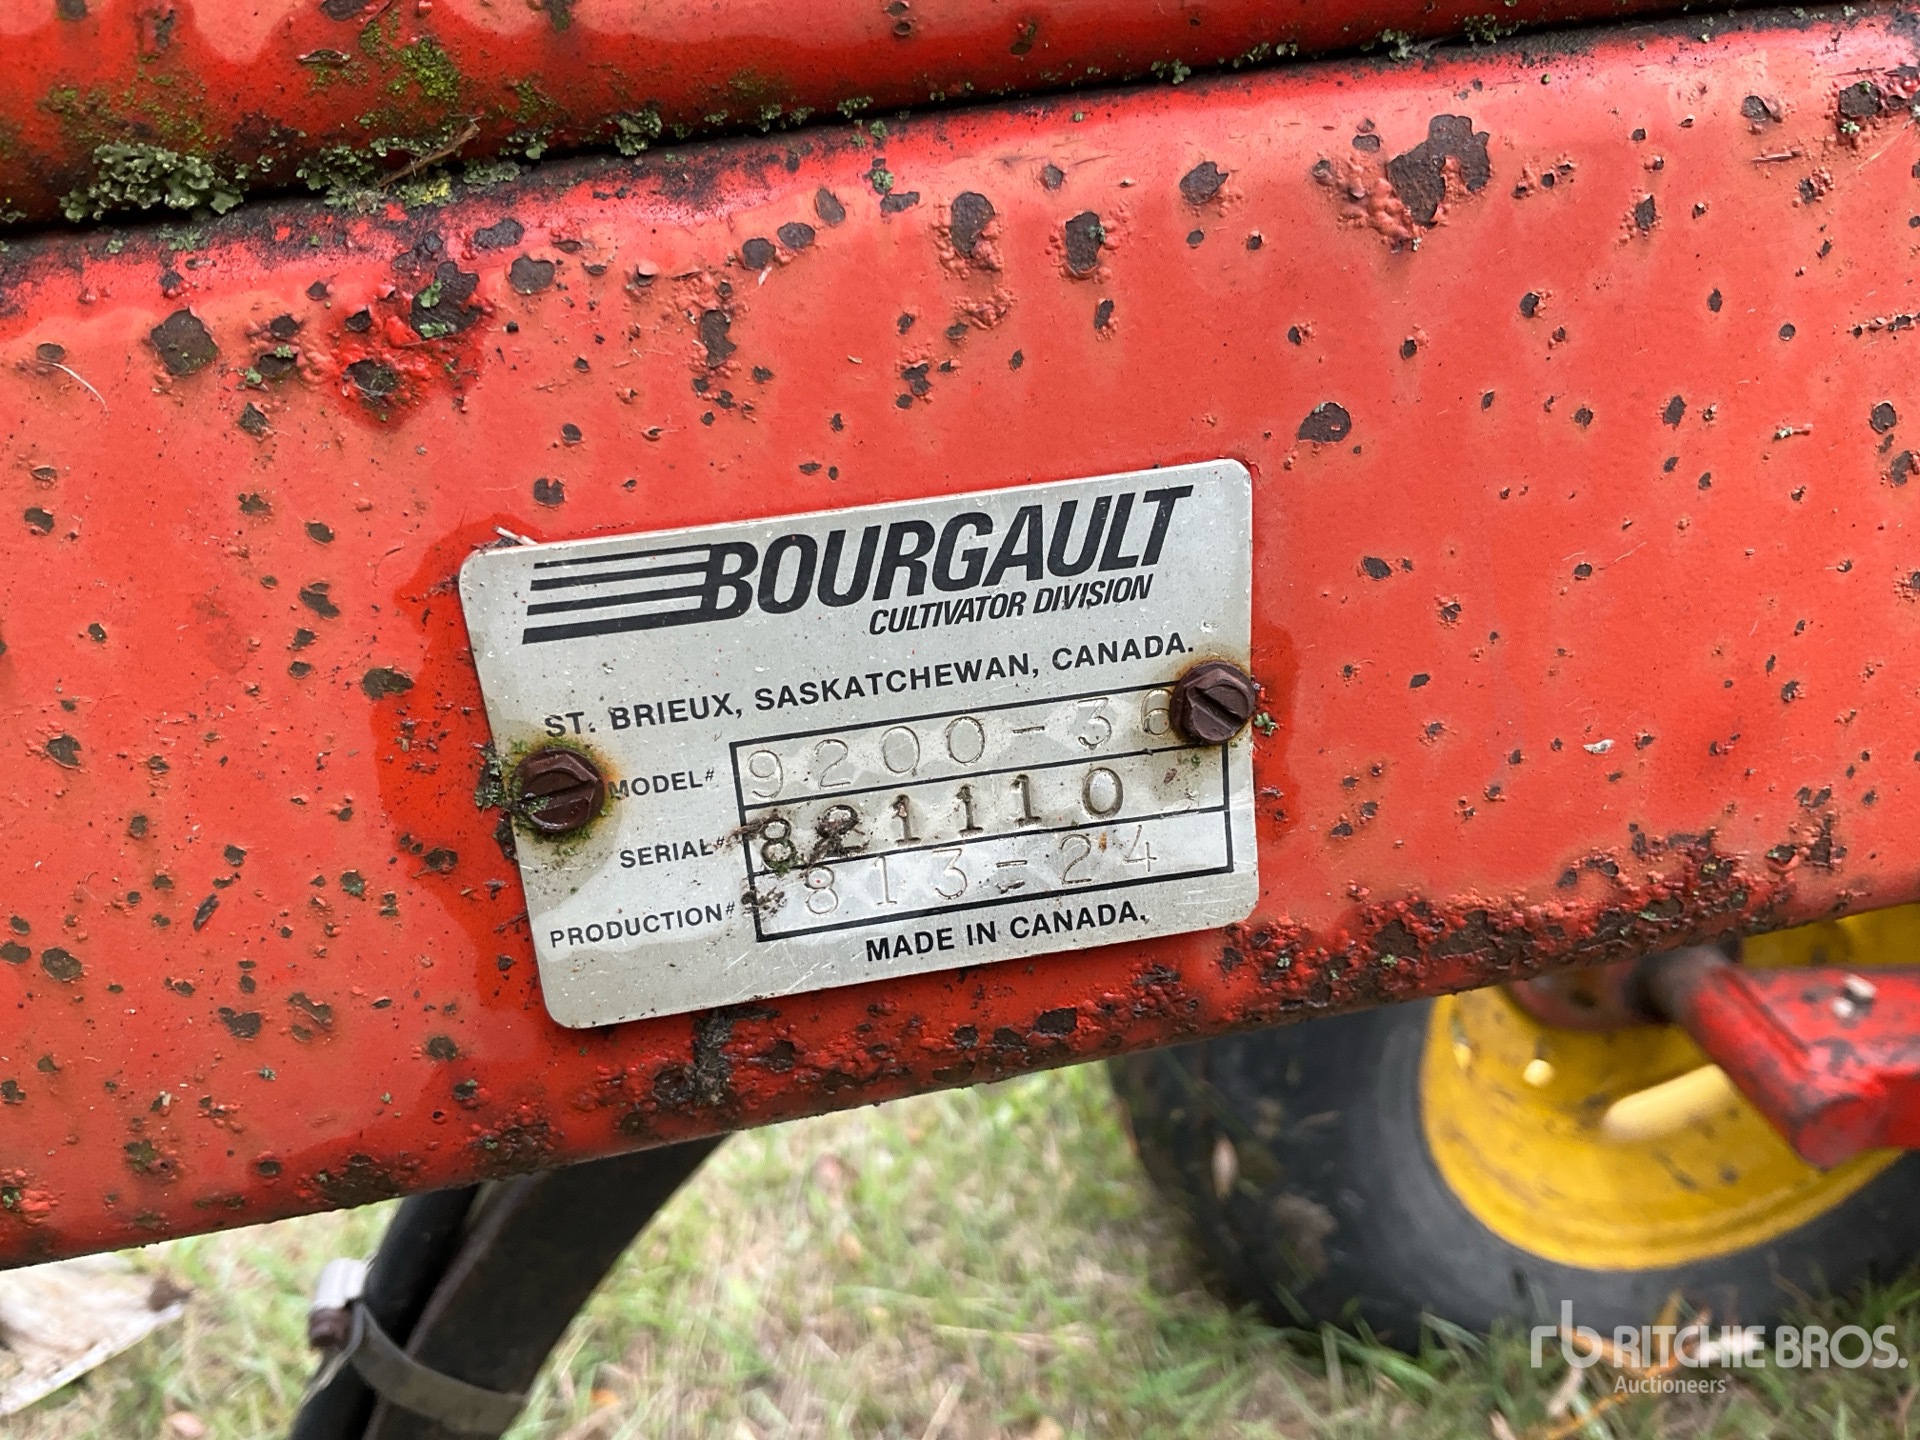 BOURGAULT
CULTIVATOR DIVISION
ST. BRIEUX, SASKATCHEWAN, CANADA.
MODEL# 9200-36
SERIAL# 821110
PRODUCTION# 813-24
MADE IN CANADA.
rb RITCHIE BROS.
Auctioneers